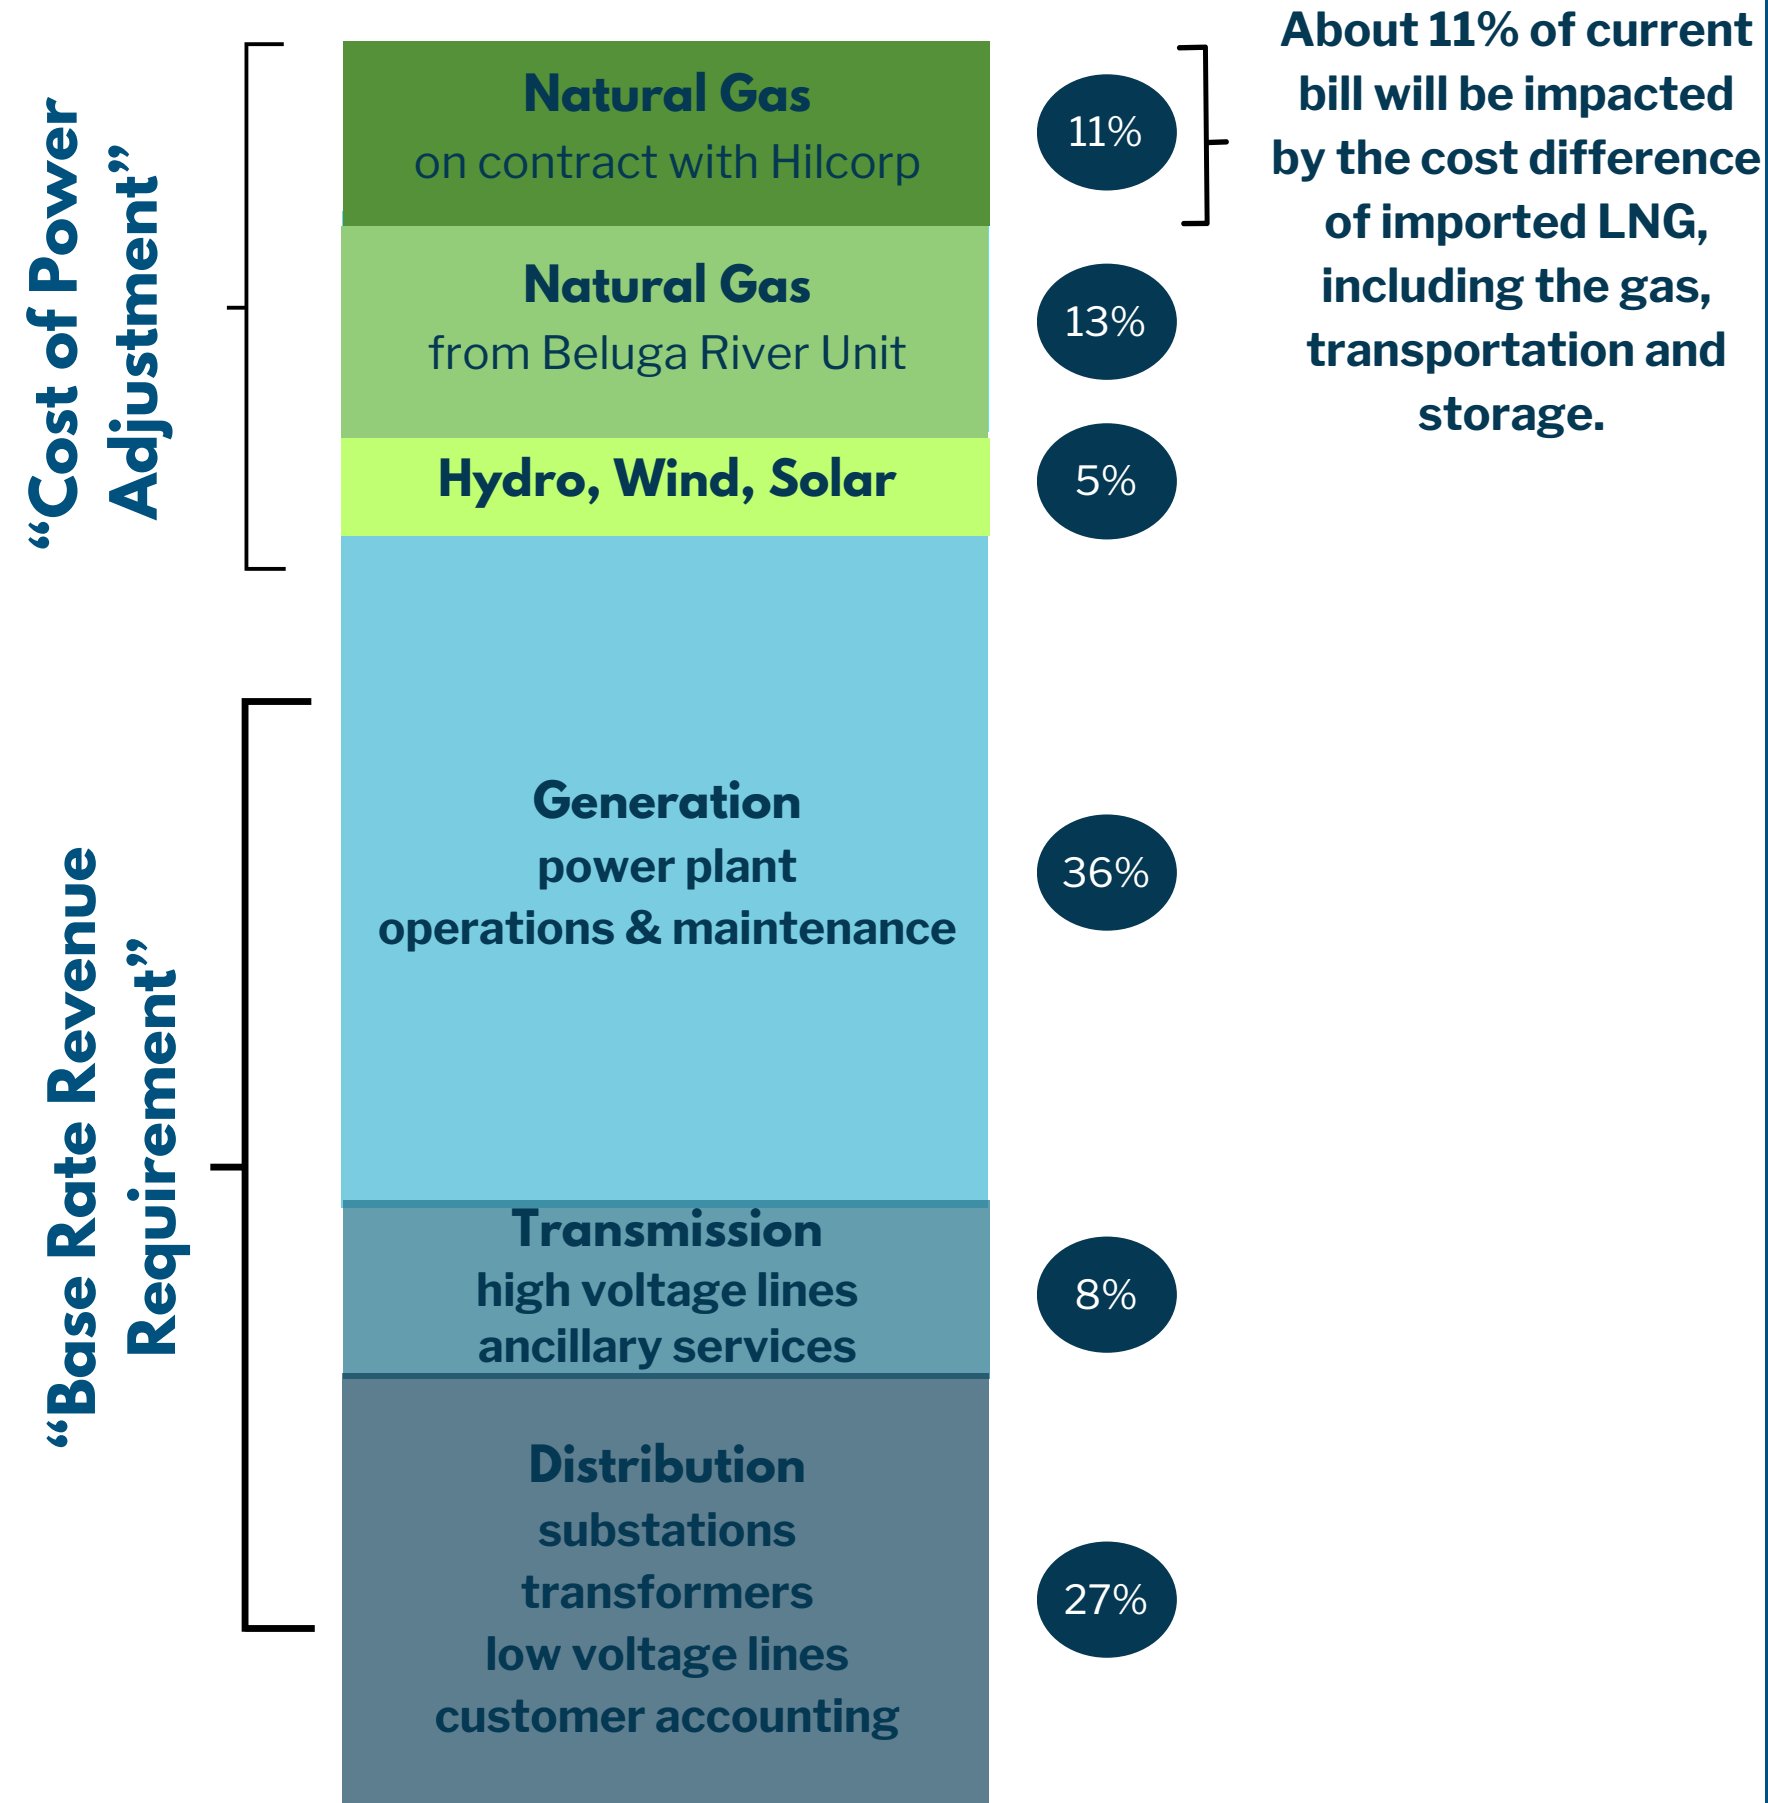 “Cost of Power
Adjustment”
Natural Gas
on contract with Hilcorp
11%
About 11% of current
bill will be impacted
by the cost difference
of imported LNG,
including the gas,
transportation and
storage.
Natural Gas
from Beluga River Unit
13%
Hydro, Wind, Solar
5%
“Base Rate Revenue
Requirement”
Generation
power plant
operations & maintenance
36%
Transmission
high voltage lines
ancillary services
8%
Distribution
substations
transformers
low voltage lines
customer accounting
27%